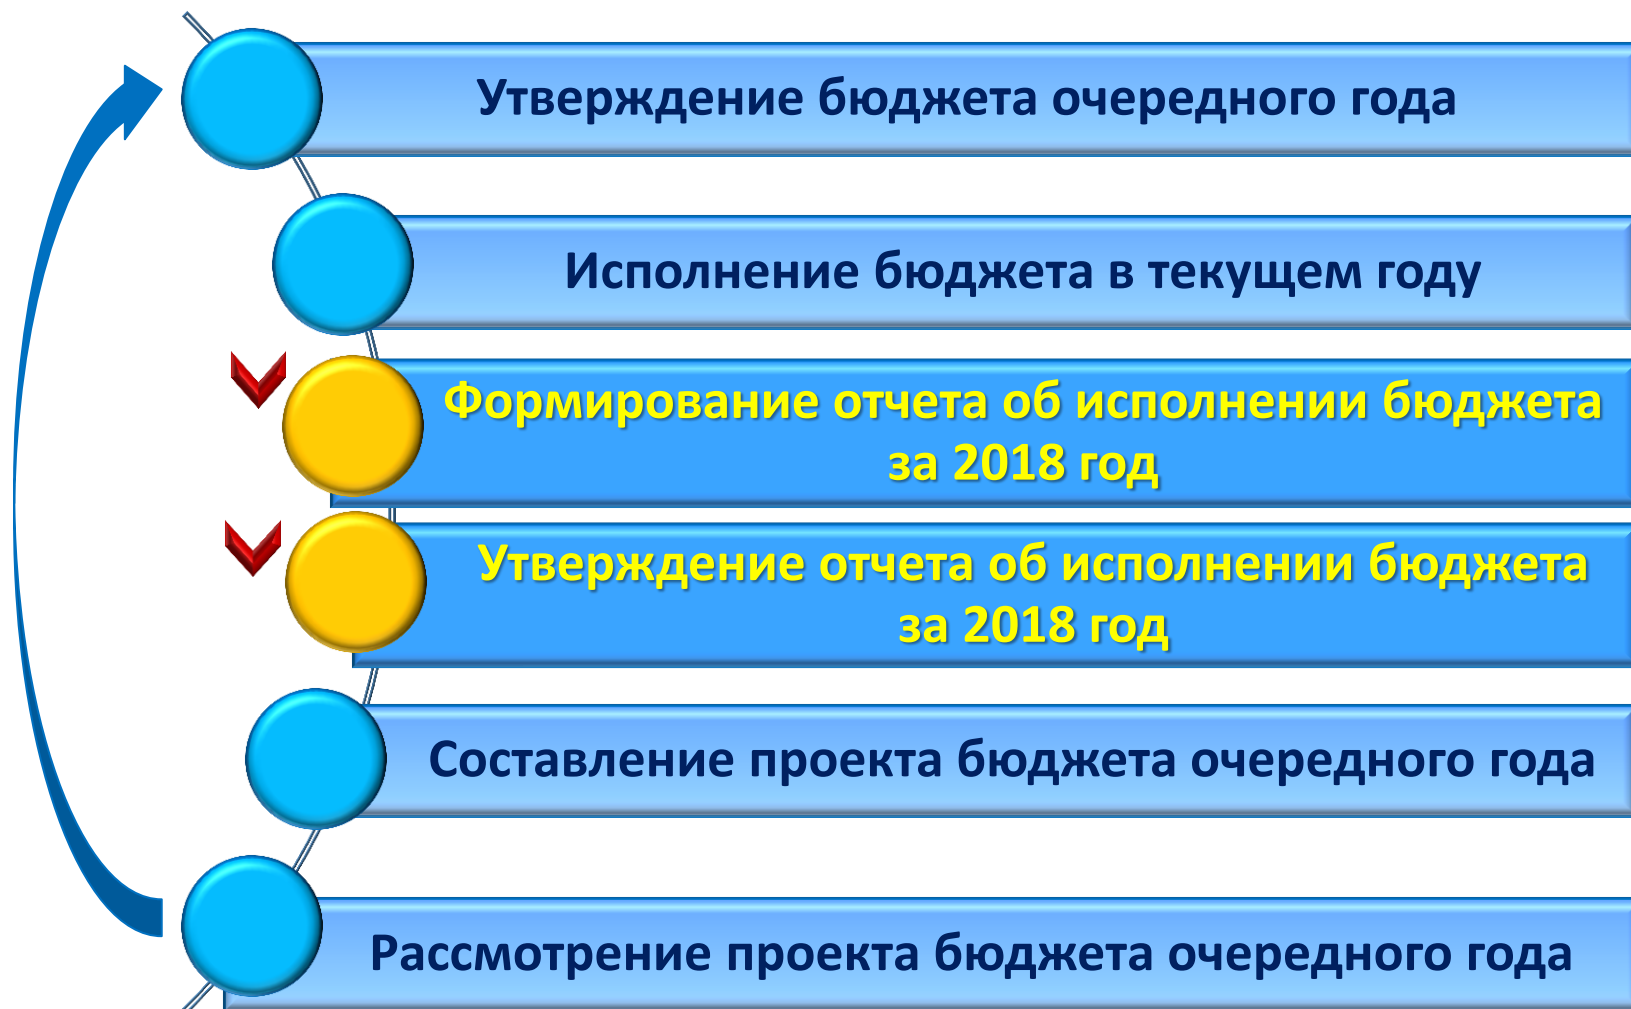 Утверждение бюджета очередного года
Исполнение бюджета в текущем году
Формирование отчета об исполнении бюджета
за 2018 год
Утверждение отчета об исполнении бюджета
за 2018 год
Составление проекта бюджета очередного года
Рассмотрение проекта бюджета очередного года